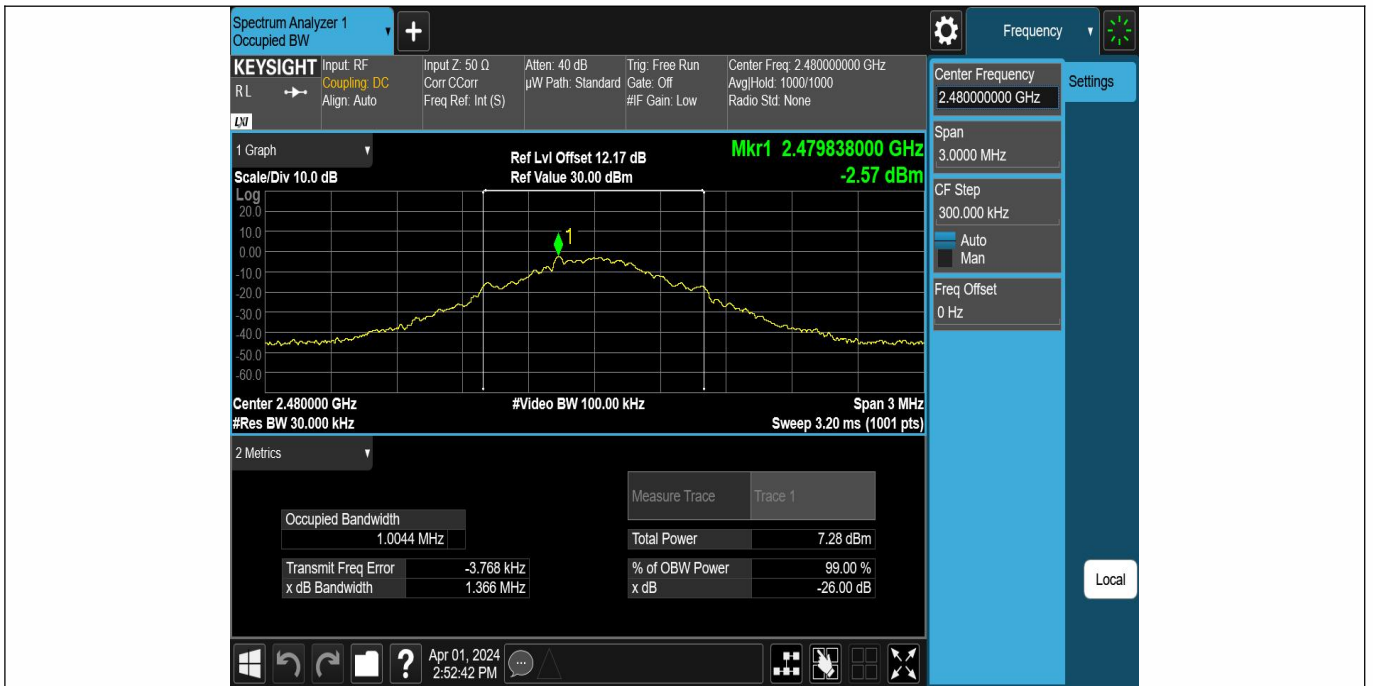 Spectrum Analyzer 1
Occupied BW
+
Frequency
KEYSIGHT
RL
LXI
Input: RF
Coupling: DC
Align: Auto
Input Z: 50 Ω
Corr CCorr
Freq Ref: Int (S)
Atten: 40 dB
µW Path: Standard
Trig: Free Run
Gate: Off
#IF Gain: Low
Center Freq: 2.480000000 GHz
Avg|Hold: 1000/1000
Radio Std: None
Center Frequency
2.480000000 GHz
Settings
Span
3.0000 MHz
CF Step
300.000 kHz
Auto
Man
Freq Offset
0 Hz
Local
1 Graph
Scale/Div 10.0 dB
Ref Lvl Offset 12.17 dB
Ref Value 30.00 dBm
Mkr1 2.479838000 GHz
-2.57 dBm
Log
20.0
10.0
0.00
-10.0
-20.0
-30.0
-40.0
-50.0
-60.0
1
Center 2.480000 GHz
#Res BW 30.000 kHz
#Video BW 100.00 kHz
Span 3 MHz
Sweep 3.20 ms (1001 pts)
2 Metrics
Measure Trace Trace 1
Occupied Bandwidth
1.0044 MHz
Total Power 7.28 dBm
Transmit Freq Error -3.768 kHz
% of OBW Power 99.00 %
x dB Bandwidth 1.366 MHz
x dB -26.00 dB
?
Apr 01, 2024
2:52:42 PM